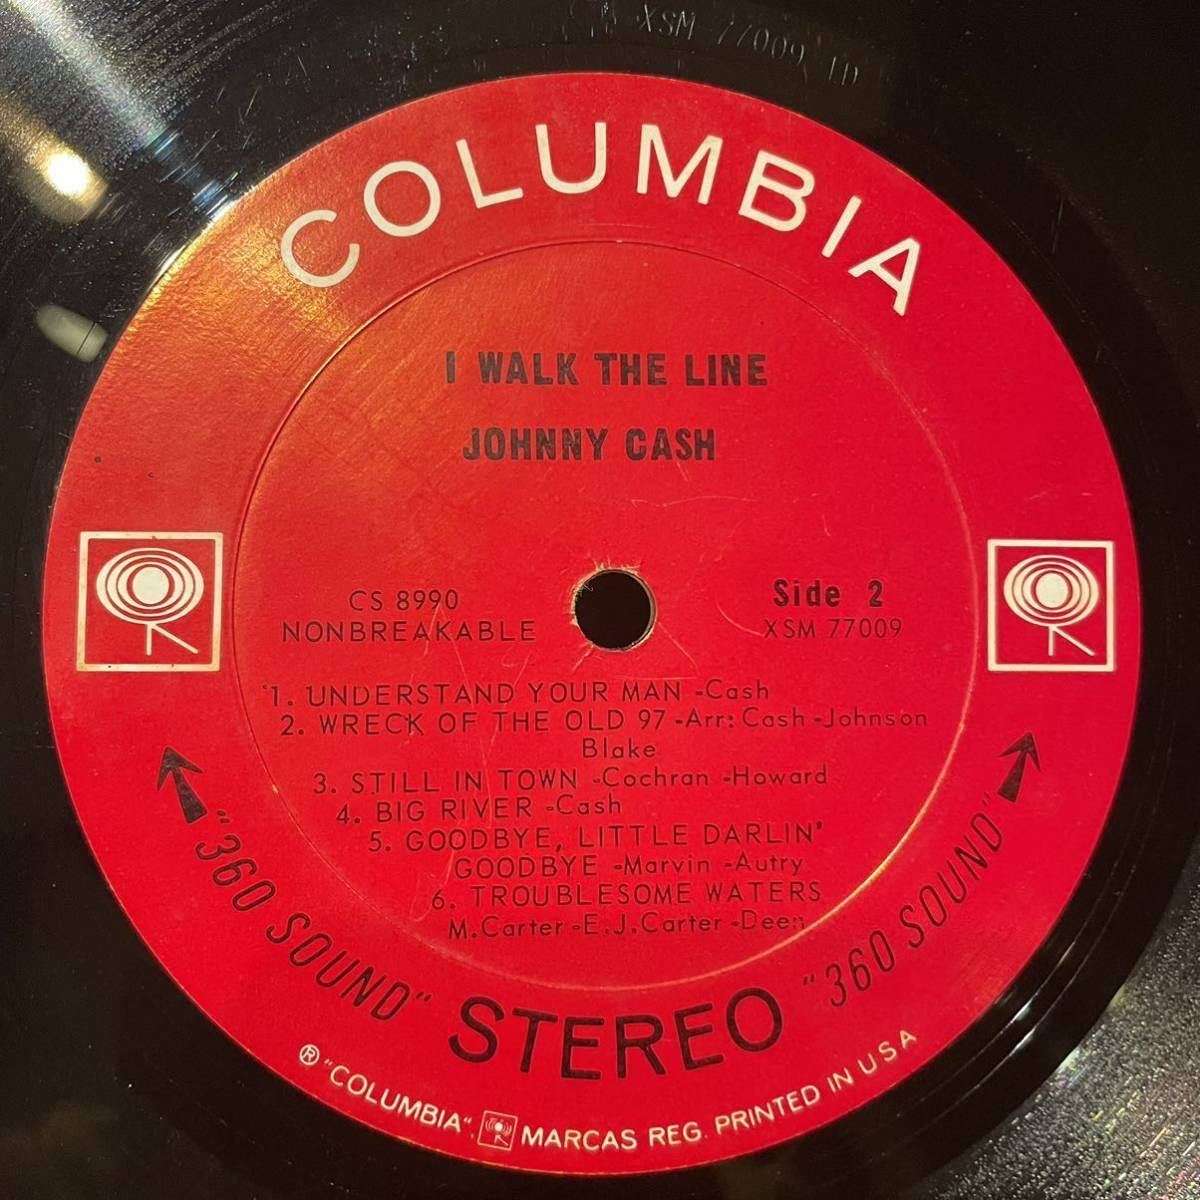 XSM 77009 1D
COLUMBIA
I WALK THE LINE
JOHNNY CASH
CS 8990
NONBREAKABLE
Side 2
XSM 77009
1. UNDERSTAND YOUR MAN -Cash
2. WRECK OF THE OLD 97 -Arr: Cash -Johnson
Blake
3. STILL IN TOWN -Cochran -Howard
4. BIG RIVER -Cash
5. GOODBYE, LITTLE DARLIN'
GOODBYE -Marvin -Autry
6. TROUBLESOME WATERS
M.Carter -E.J.Carter -Deen
"360 SOUND" STEREO "360 SOUND"
® "COLUMBIA", MARCAS REG. PRINTED IN U S A